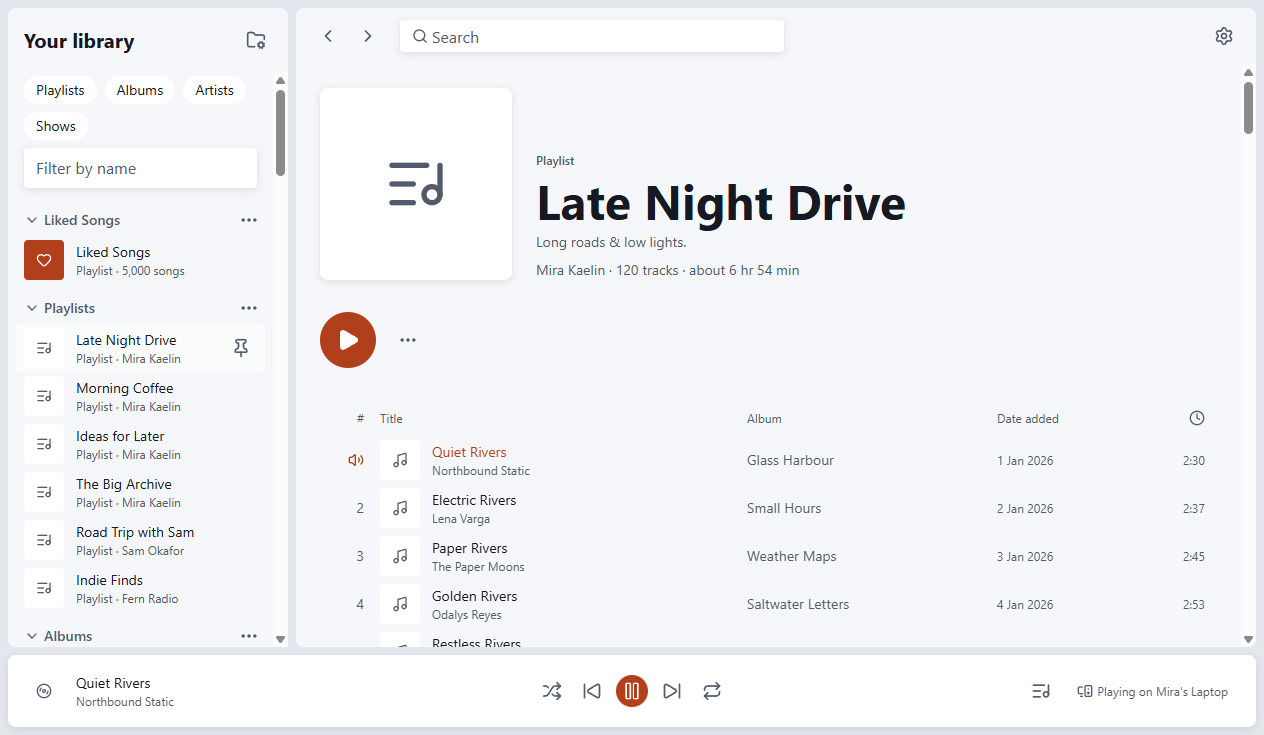 Your library
Playlists
Albums
Artists
Shows
Filter by name
Liked Songs
Liked Songs
Playlist · 5,000 songs
Playlists
Late Night Drive
Playlist · Mira Kaelin
Morning Coffee
Playlist · Mira Kaelin
Ideas for Later
Playlist · Mira Kaelin
The Big Archive
Playlist · Mira Kaelin
Road Trip with Sam
Playlist · Sam Okafor
Indie Finds
Playlist · Fern Radio
Albums
Search
Playlist
Late Night Drive
Long roads & low lights.
Mira Kaelin · 120 tracks · about 6 hr 54 min
# Title Album Date added
Quiet Rivers
Northbound Static
Glass Harbour
1 Jan 2026
2:30
2
Electric Rivers
Lena Varga
Small Hours
2 Jan 2026
2:37
3
Paper Rivers
The Paper Moons
Weather Maps
3 Jan 2026
2:45
4
Golden Rivers
Odalys Reyes
Saltwater Letters
4 Jan 2026
2:53
Restless Rivers
Quiet Rivers
Northbound Static
Playing on Mira's Laptop